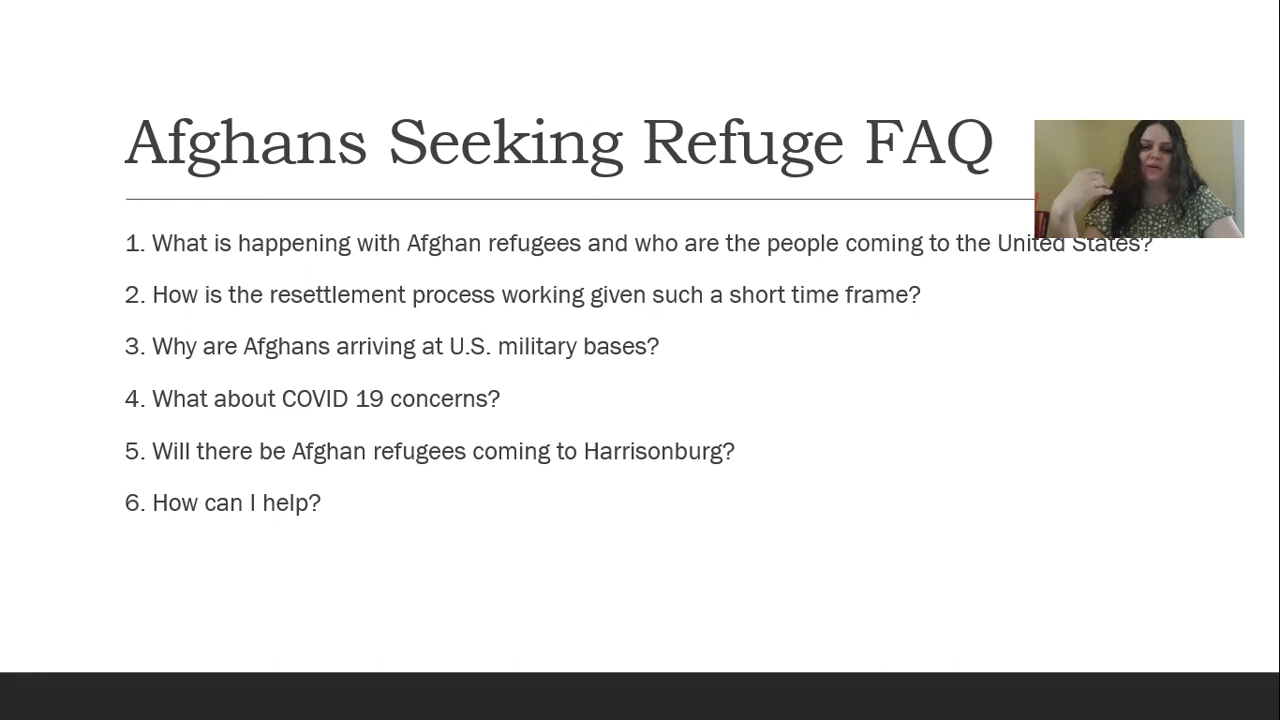 Afghans Seeking Refuge FAQ
1. What is happening with Afghan refugees and who are the people coming to the United States?
2. How is the resettlement process working given such a short time frame?
3. Why are Afghans arriving at U.S. military bases?
4. What about COVID 19 concerns?
5. Will there be Afghan refugees coming to Harrisonburg?
6. How can I help?